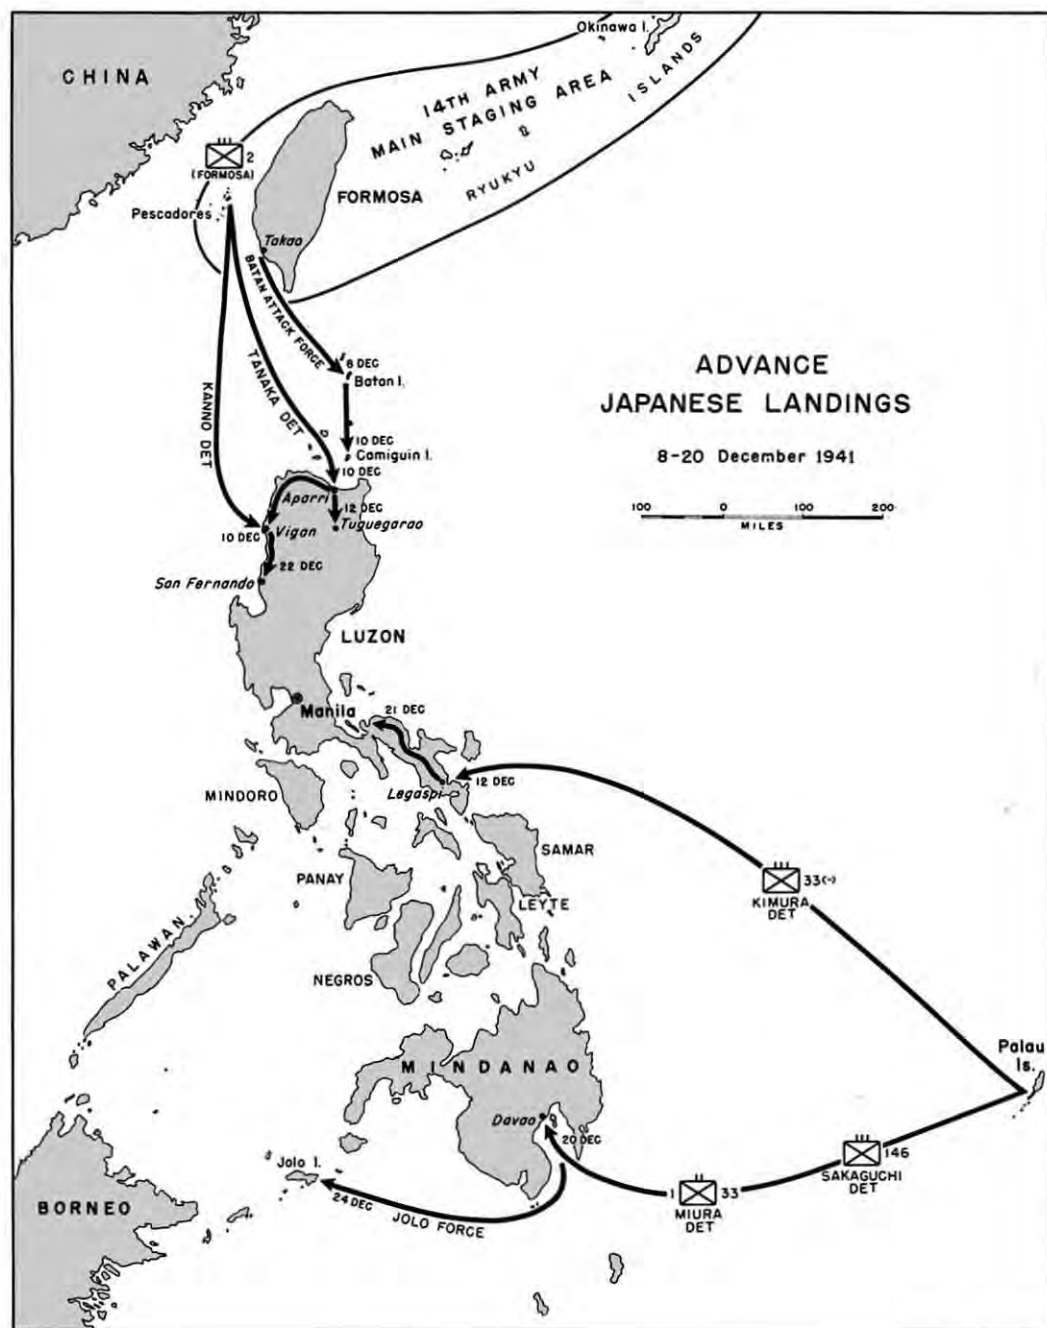 Okinawa I.
CHINA
14TH ARMY
MAIN STAGING AREA
RYUKYU ISLANDS
2
(FORMOSA)
FORMOSA
Pescadores
Takao
BATAN ATTACK FORCE
TANAKA DET
KANNO DET
8 DEC
Batan I.
10 DEC
Camiguin I.
10 DEC
Aparri
12 DEC
Tuguegarao
10 DEC
Vigan
22 DEC
San Fernando
ADVANCE
JAPANESE LANDINGS
8-20 December 1941
100 0 100 200
MILES
LUZON
Manila
21 DEC
Legaspi
12 DEC
MINDORO
SAMAR
PANAY
LEYTE
33(-)
KIMURA
DET
PALAWAN
NEGROS
MINDANAO
Palau
Is.
Davao
20 DEC
146
SAKAGUCHI
DET
1 33
MIURA
DET
Jolo I.
24 DEC
JOLO FORCE
BORNEO